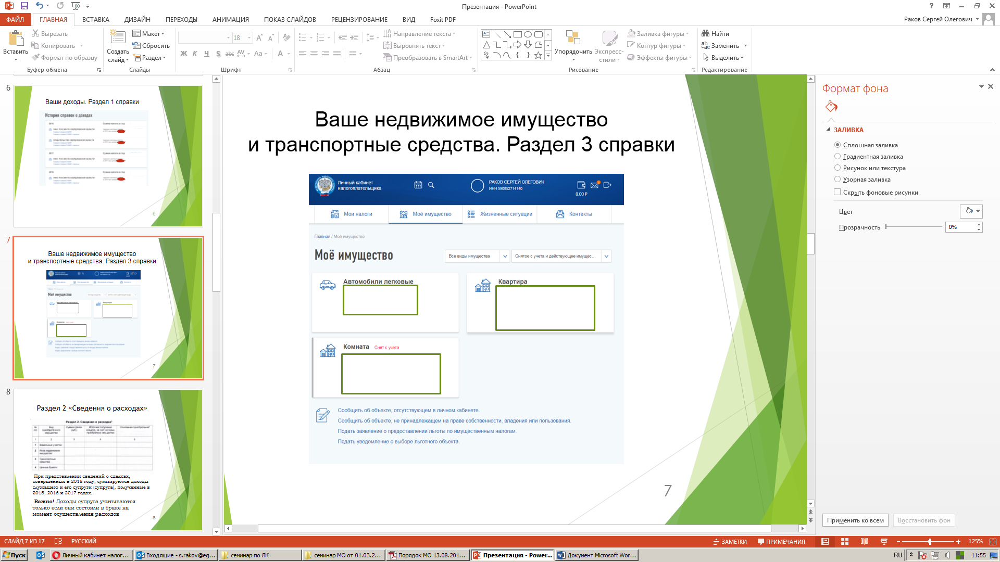 Презентация - PowerPoint
ФАЙЛ ГЛАВНАЯ ВСТАВКА ДИЗАЙН ПЕРЕХОДЫ АНИМАЦИЯ ПОКАЗ СЛАЙДОВ РЕЦЕНЗИРОВАНИЕ ВИД Foxit PDF Раков Сергей Олегович
Вставить
Вырезать
Копировать
Формат по образцу
Буфер обмена
Создать слайд
Макет
Сбросить
Раздел
Слайды
18
Ж К Ч S abc AV Aa A
Шрифт
Направление текста
Выровнять текст
Преобразовать в SmartArt
Абзац
Упорядочить
Экспресс-стили
Заливка фигуры
Контур фигуры
Эффекты фигуры
Рисование
Найти
Заменить
Выделить
Редактирование
6
Ваши доходы. Раздел 1 справки
История справок о доходах
6
7
Ваше недвижимое имущество
и транспортные средства. Раздел 3 справки
Моё имущество
7
8
Раздел 2 «Сведения о расходах»
Раздел 2. Сведения о расходах
При представлении сведений о сделках,
совершенных в 2018 году, суммируются доходы
служащего и его супруги (супруга), полученные в
2015, 2016 и 2017 годах.
Важно! Доходы супруга учитываются
только если они состояли в браке на
момент осуществления расходов
8
Ваше недвижимое имущество
и транспортные средства. Раздел 3 справки
Личный кабинет
налогоплательщика
РАКОВ СЕРГЕЙ ОЛЕГОВИЧ
ИНН 590852714140
0.00 ₽
Мои налоги Моё имущество Жизненные ситуации Контакты
Главная / Моё имущество
Моё имущество
Все виды имущества Снятое с учета и действующее имущес...
Автомобили легковые
Квартира
Комната Снят с учета
Сообщить об объекте, отсутствующем в личном кабинете.
Сообщить об объекте, не принадлежащем на праве собственности, владения или пользования.
Подать заявление о предоставлении льготы по имущественным налогам.
Подать уведомление о выборе льготного объекта.
7
Формат фона
ЗАЛИВКА
Сплошная заливка
Градиентная заливка
Рисунок или текстура
Узорная заливка
Скрыть фоновые рисунки
Цвет
Прозрачность 0%
Применить ко всем Восстановить фон
СЛАЙД 7 ИЗ 17 РУССКИЙ ЗАМЕТКИ ПРИМЕЧАНИЯ 125%
Пуск Личный кабинет налог... Входящие - s.rakov@eg... семинар по ЛК семинар МО от 01.03.2... Порядок МО 13.08.201... Презентация - Power... Документ Microsoft Wor... RU 11:55